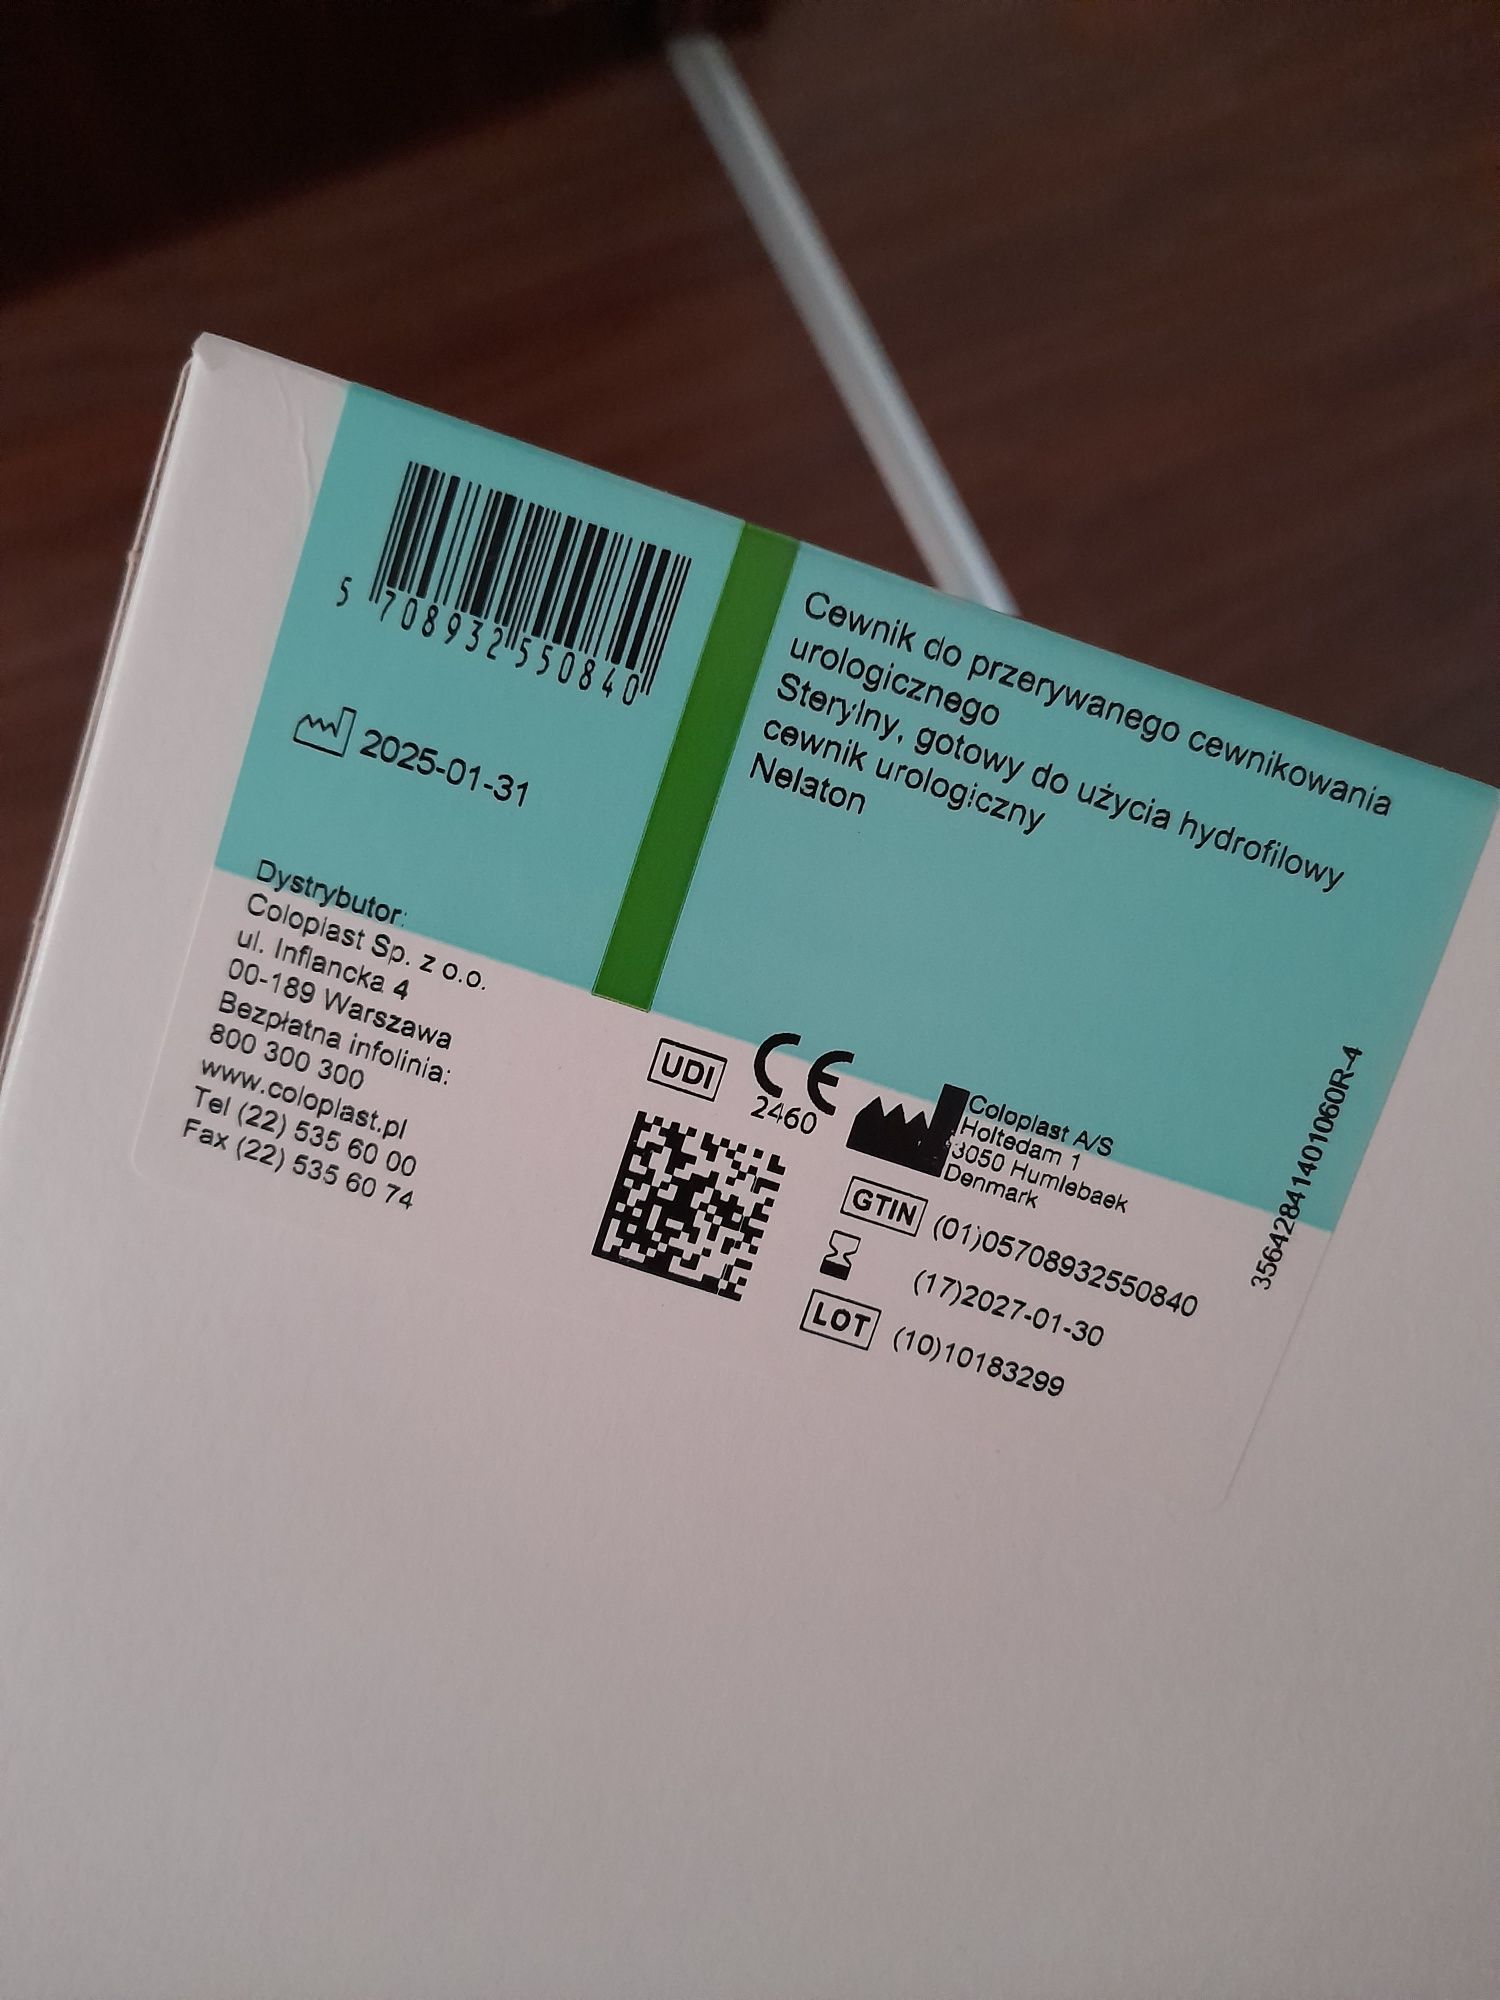 5 708932 550840
2025-01-31
Cewnik do przerywanego cewnikowania
urologicznego
Sterylny, gotowy do użycia hydrofilowy
cewnik urologiczny
Nelaton
Dystrybutor:
Coloplast Sp. z o.o.
ul. Inflancka 4
00-189 Warszawa
Bezpłatna infolinia:
800 300 300
www.coloplast.pl
Tel (22) 535 60 00
Fax (22) 535 60 74
UDI
CE
2460
Coloplast A/S
Holtedam 1
3050 Humlebaek
Denmark
GTIN (01)05708932550840
(17)2027-01-30
LOT (10)10183299
35642841401060R-4